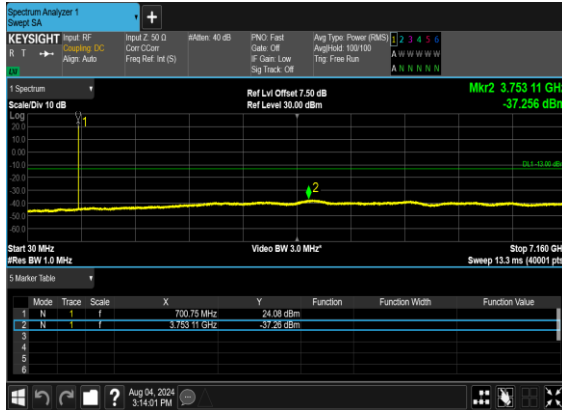 Spectrum Analyzer 1
Swept SA
+
KEYSIGHT
R T
Input: RF
Coupling: DC
Align: Auto
Input Z: 50 Ω
Corr CCorr
Freq Ref: Int (S)
#Atten: 40 dB
PNO: Fast
Gate: Off
IF Gain: Low
Sig Track: Off
Avg Type: Power (RMS)
Avg|Hold: 100/100
Trig: Free Run
1 2 3 4 5 6
A W W W W W
A N N N N N
1 Spectrum
Scale/Div 10 dB
Ref Lvl Offset 7.50 dB
Ref Level 30.00 dBm
Mkr2 3.753 11 GHz
-37.256 dBm
Log
20.0
10.0
0.00
-10.0
-20.0
-30.0
-40.0
-50.0
-60.0
1
2
DL1 -13.00 dBm
Start 30 MHz
#Res BW 1.0 MHz
Video BW 3.0 MHz*
Stop 7.160 GHz
Sweep 13.3 ms (40001 pts)
5 Marker Table
Mode Trace Scale X Y Function Function Width Function Value
1 N 1 f 700.75 MHz 24.08 dBm
2 N 1 f 3.753 11 GHz -37.26 dBm
3
4
5
6
?
Aug 04, 2024
3:14:01 PM